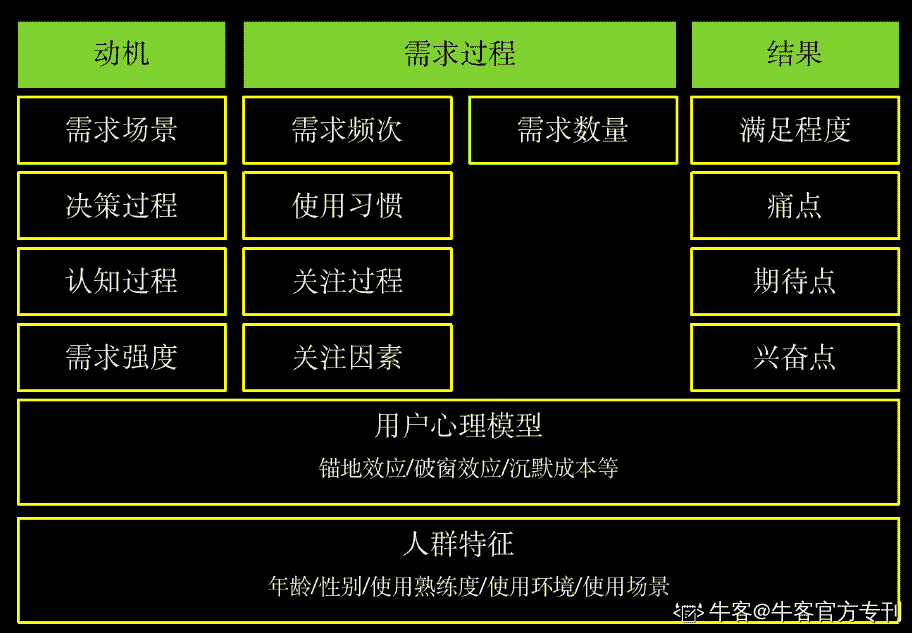 动机
需求过程
结果
需求场景
需求频次
需求数量
满足程度
决策过程
使用习惯
痛点
认知过程
关注过程
期待点
需求强度
关注因素
兴奋点
用户心理模型
锚地效应/破窗效应/沉默成本等
人群特征
年龄/性别/使用熟练度/使用环境/使用场景
牛客@牛客官方专刊